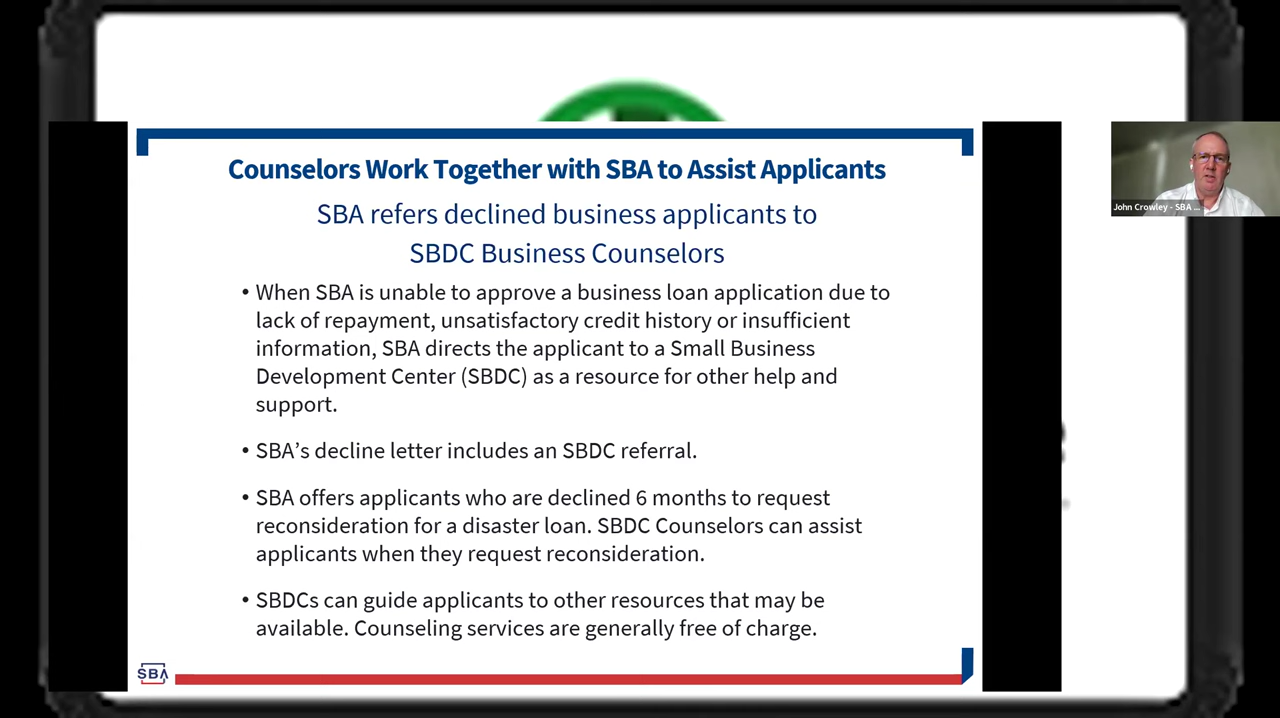 Counselors Work Together with SBA to Assist Applicants
SBA refers declined business applicants to
SBDC Business Counselors
• When SBA is unable to approve a business loan application due to
lack of repayment, unsatisfactory credit history or insufficient
information, SBA directs the applicant to a Small Business
Development Center (SBDC) as a resource for other help and
support.
• SBA’s decline letter includes an SBDC referral.
• SBA offers applicants who are declined 6 months to request
reconsideration for a disaster loan. SBDC Counselors can assist
applicants when they request reconsideration.
• SBDCs can guide applicants to other resources that may be
available. Counseling services are generally free of charge.
SBA
John Crowley - SBA ...